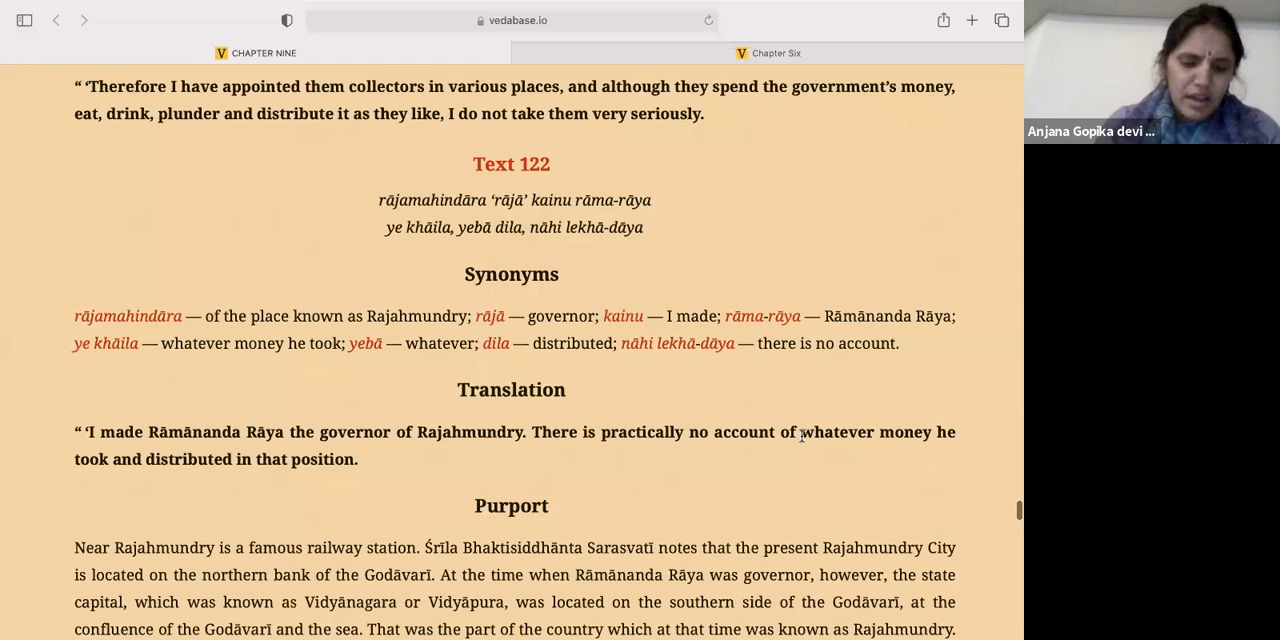 vedabase.io
CHAPTER NINE
Chapter Six
“ ‘Therefore I have appointed them collectors in various places, and although they spend the government’s money,
eat, drink, plunder and distribute it as they like, I do not take them very seriously.
Text 122
rājamahindāra ‘rājā’ kainu rāma-rāya
ye khāila, yebā dila, nāhi lekhā-dāya
Synonyms
rājamahindāra — of the place known as Rajahmundry; rājā — governor; kainu — I made; rāma-rāya — Rāmānanda Rāya;
ye khāila — whatever money he took; yebā — whatever; dila — distributed; nāhi lekhā-dāya — there is no account.
Translation
“ ‘I made Rāmānanda Rāya the governor of Rajahmundry. There is practically no account of whatever money he
took and distributed in that position.
Purport
Near Rajahmundry is a famous railway station. Śrīla Bhaktisiddhānta Sarasvatī notes that the present Rajahmundry City
is located on the northern bank of the Godāvarī. At the time when Rāmānanda Rāya was governor, however, the state
capital, which was known as Vidyānagara or Vidyāpura, was located on the southern side of the Godāvarī, at the
confluence of the Godāvarī and the sea. That was the part of the country which at that time was known as Rajahmundry.
Anjana Gopika devi ...